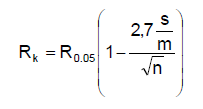 R_k = R_0.05 (1 - (2,7 s/m)/√n)